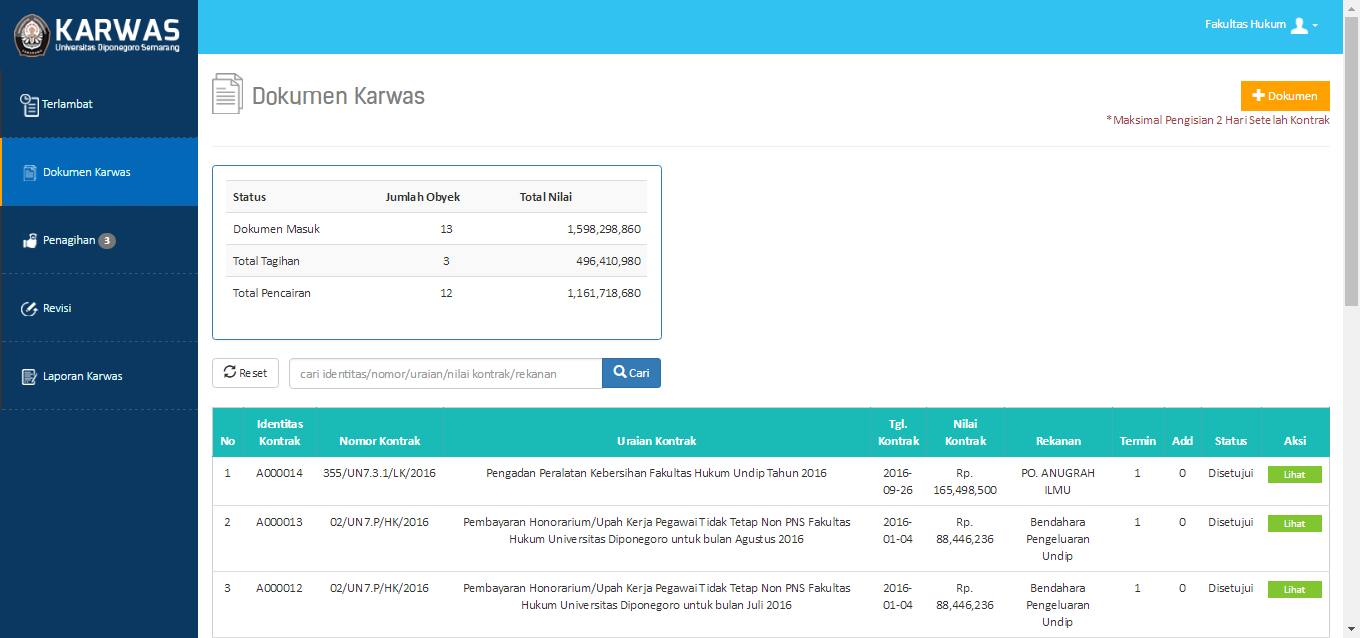 KARWAS
Universitas Diponegoro Semarang
Fakultas Hukum
Terlambat
Dokumen Karwas
Penagihan 3
Revisi
Laporan Karwas
Dokumen Karwas
Dokumen
*Maksimal Pengisian 2 Hari Setelah Kontrak
Status Jumlah Obyek Total Nilai
Dokumen Masuk 13 1,598,298,860
Total Tagihan 3 496,410,980
Total Pencairan 12 1,161,718,680
Reset cari identitas/nomor/uraian/nilai kontrak/rekanan Cari
No Identitas Kontrak Nomor Kontrak Uraian Kontrak Tgl. Kontrak Nilai Kontrak Rekanan Termin Add Status Aksi
1 A000014 355/UN7.3.1/LK/2016 Pengadan Peralatan Kebersihan Fakultas Hukum Undip Tahun 2016 2016-09-26 Rp. 165,498,500 PO. ANUGRAH ILMU 1 0 Disetujui Lihat
2 A000013 02/UN7.P/HK/2016 Pembayaran Honorarium/Upah Kerja Pegawai Tidak Tetap Non PNS Fakultas Hukum Universitas Diponegoro untuk bulan Agustus 2016 2016-01-04 Rp. 88,446,236 Bendahara Pengeluaran Undip 1 0 Disetujui Lihat
3 A000012 02/UN7.P/HK/2016 Pembayaran Honorarium/Upah Kerja Pegawai Tidak Tetap Non PNS Fakultas Hukum Universitas Diponegoro untuk bulan Juli 2016 2016-01-04 Rp. 88,446,236 Bendahara Pengeluaran Undip 1 0 Disetujui Lihat